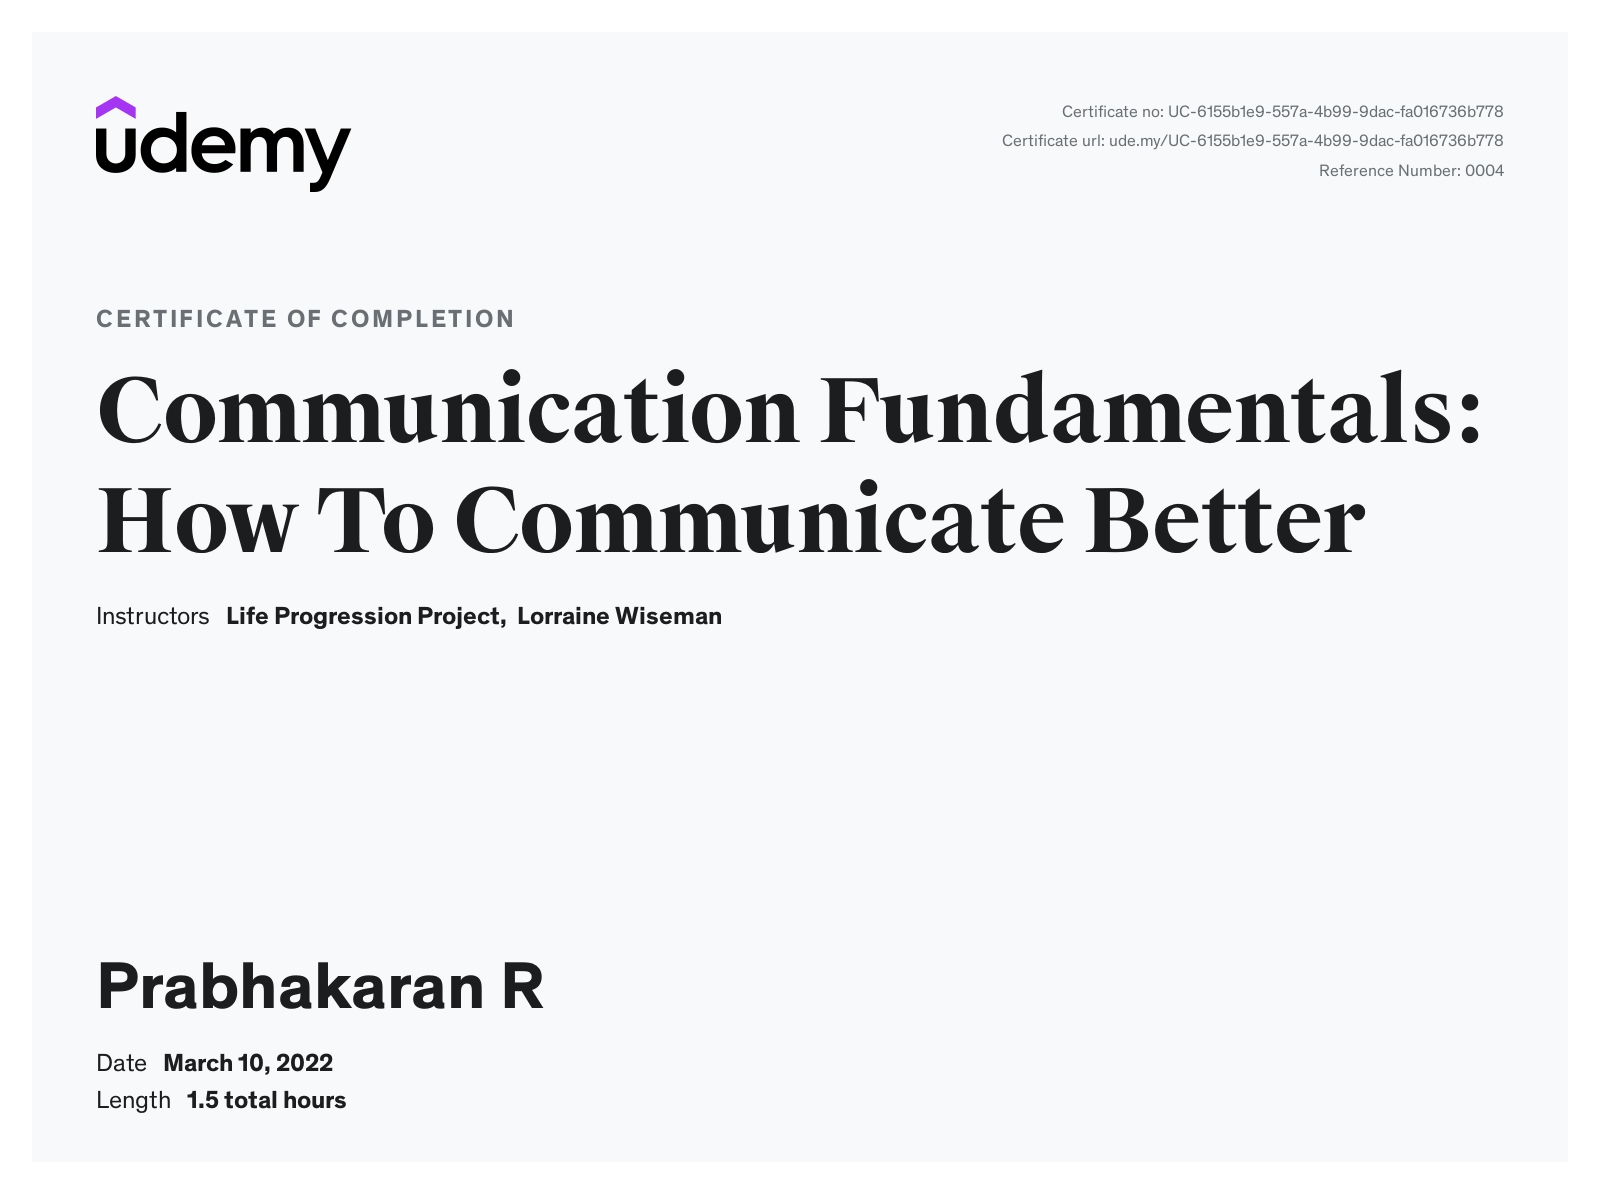 udemy
Certificate no: UC-6155b1e9-557a-4b99-9dac-fa016736b778
Certificate url: ude.my/UC-6155b1e9-557a-4b99-9dac-fa016736b778
Reference Number: 0004
CERTIFICATE OF COMPLETION
Communication Fundamentals:
How To Communicate Better
Instructors Life Progression Project, Lorraine Wiseman
Prabhakaran R
Date March 10, 2022
Length 1.5 total hours